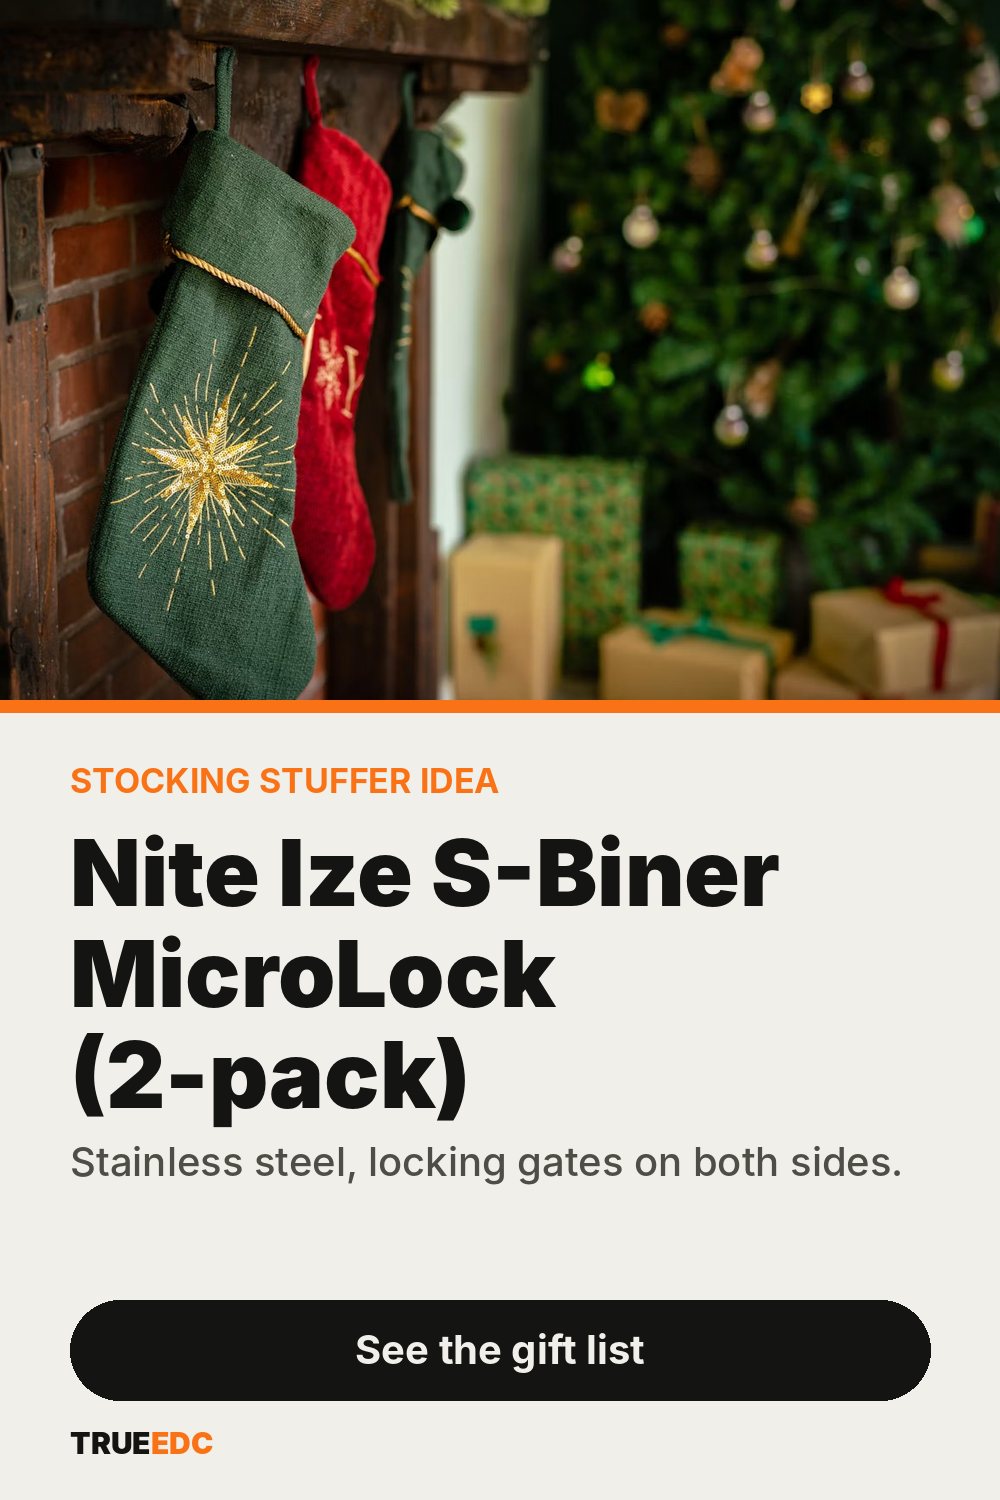 STOCKING STUFFER IDEA
Nite Ize S-Biner
MicroLock
(2-pack)
Stainless steel, locking gates on both sides.
See the gift list
TRUEEDC